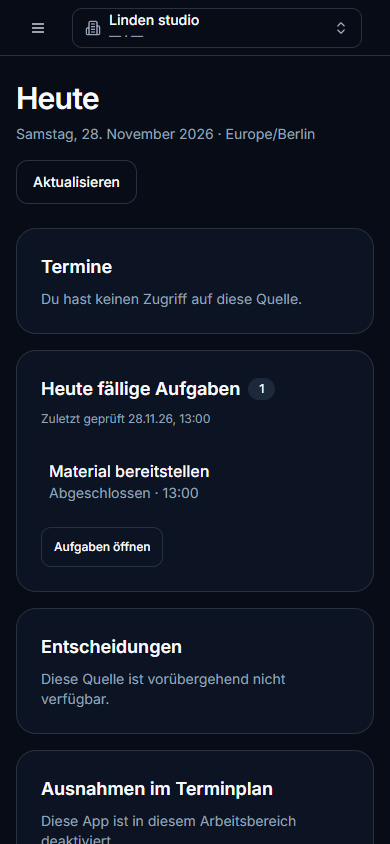 Linden studio
— · —
Heute
Samstag, 28. November 2026 · Europe/Berlin
Aktualisieren
Termine
Du hast keinen Zugriff auf diese Quelle.
Heute fällige Aufgaben 1
Zuletzt geprüft 28.11.26, 13:00
Material bereitstellen
Abgeschlossen · 13:00
Aufgaben öffnen
Entscheidungen
Diese Quelle ist vorübergehend nicht
verfügbar.
Ausnahmen im Terminplan
Diese App ist in diesem Arbeitsbereich
deaktiviert